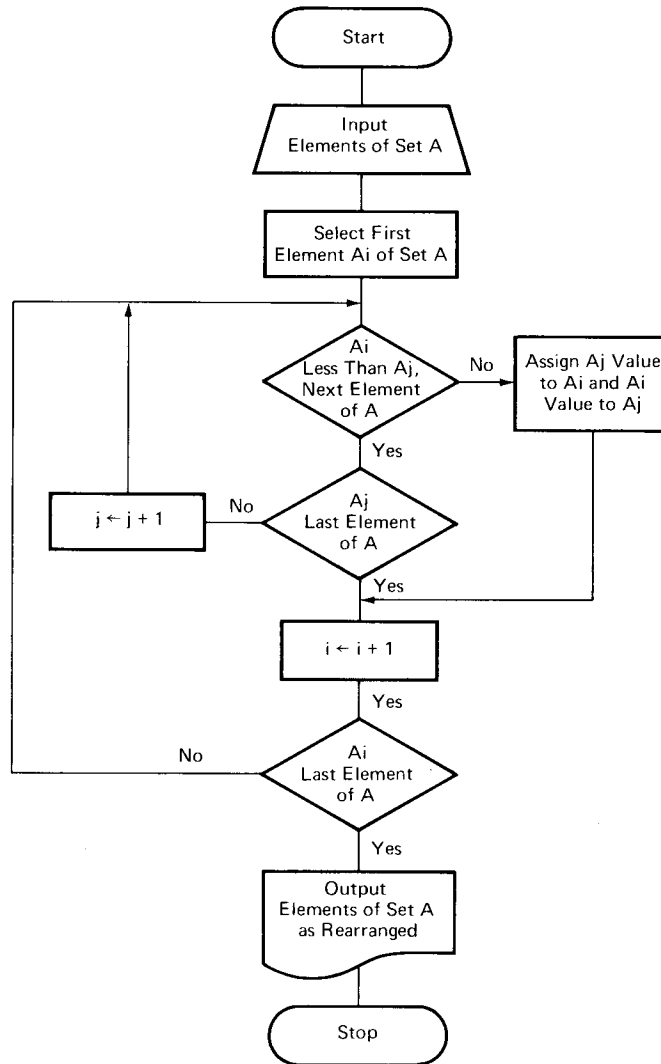 Start
Input
Elements of Set A
Select First
Element Ai of Set A
Ai
Less Than Aj,
Next Element
of A
No
Assign Aj Value
to Ai and Ai
Value to Aj
Yes
Aj
Last Element
of A
No
j ← j + 1
Yes
i ← i + 1
Yes
Ai
Last Element
of A
No
Yes
Output
Elements of Set A
as Rearranged
Stop